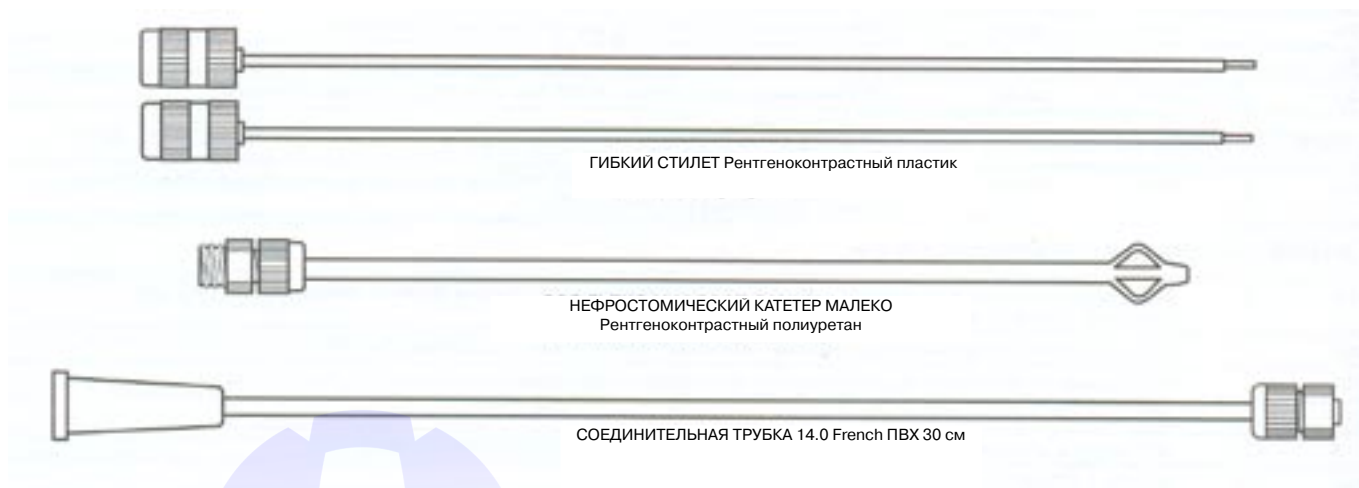 ГИБКИЙ СТИЛЕТ Рентгеноконтрастный пластик
НЕФРОСТОМИЧЕСКИЙ КАТЕТЕР МАЛЕКО
Рентгеноконтрастный полиуретан
СОЕДИНИТЕЛЬНАЯ ТРУБКА 14.0 French ПВХ 30 см